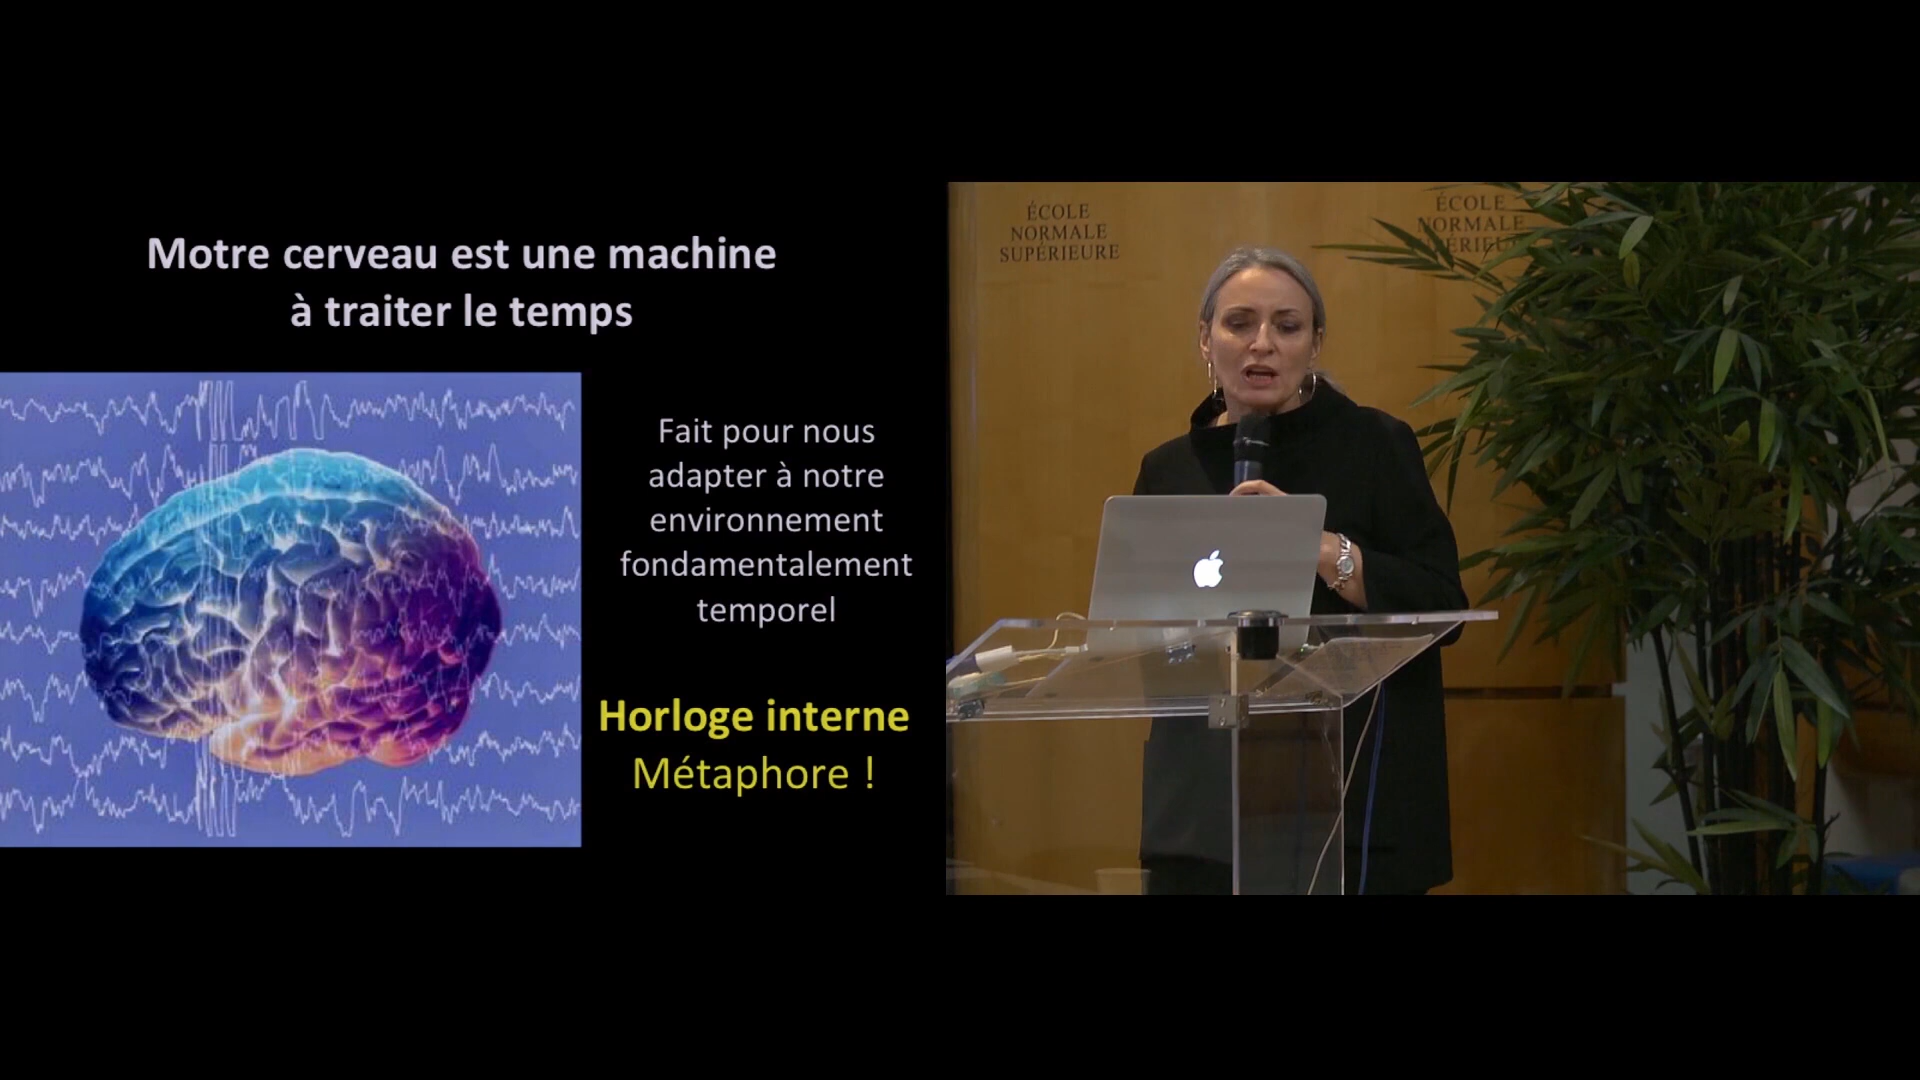 Motre cerveau est une machine
à traiter le temps
Fait pour nous
adapter à notre
environnement
fondamentalement
temporel
Horloge interne
Métaphore !
ÉCOLE
NORMALE
SUPÉRIEURE
ÉCOLE
NORMALE